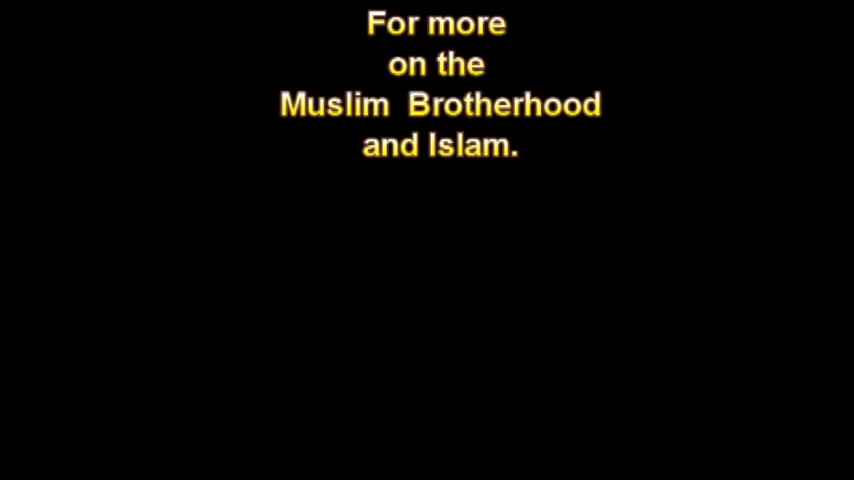 For more
on the
Muslim Brotherhood
and Islam.